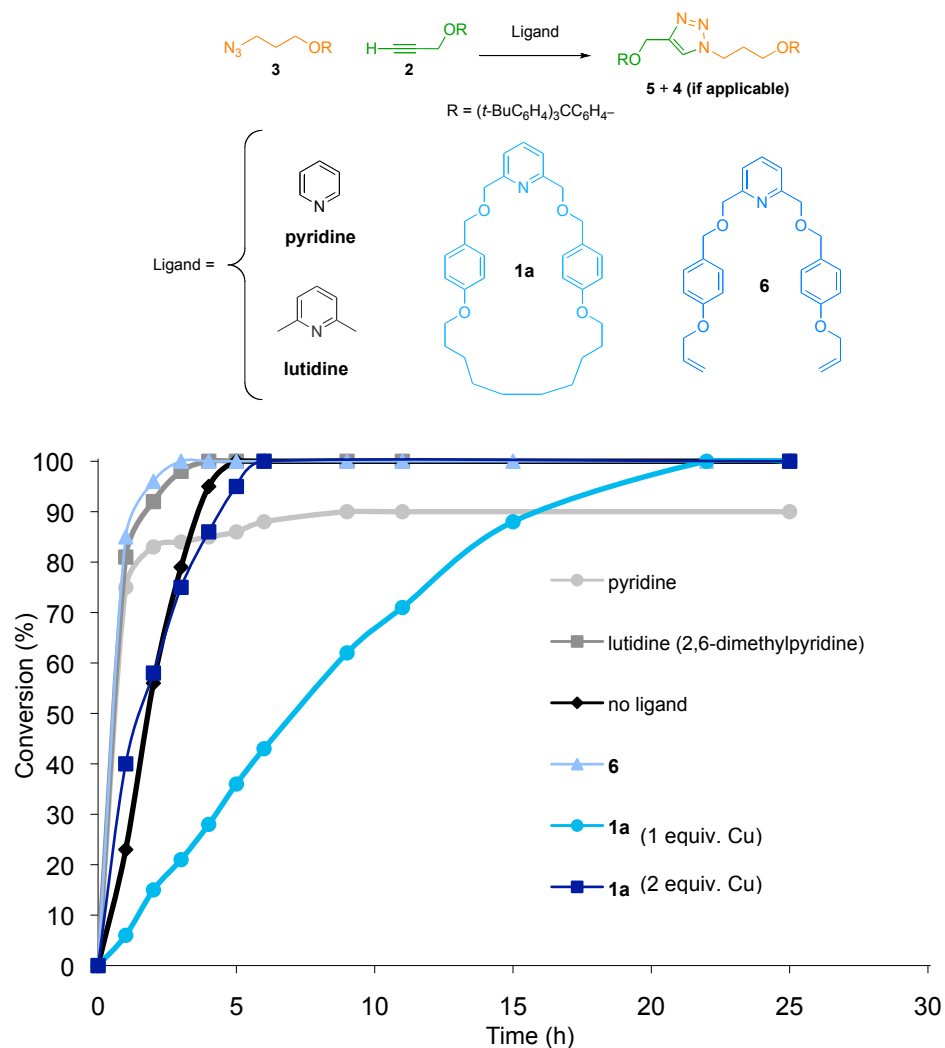 N₃ OR
3
H OR
2
Ligand
N=N
N
RO
N
OR
5 + 4 (if applicable)
R = (t-BuC₆H₄)₃CC₆H₄–
Ligand =
N
pyridine
N
lutidine
N
O O
1a
O O
N
O O
6
O O
Conversion (%)
100
90
80
70
60
50
40
30
20
10
0
pyridine
lutidine (2,6-dimethylpyridine)
no ligand
6
1a (1 equiv. Cu)
1a (2 equiv. Cu)
0 5 10 15 20 25 30
Time (h)